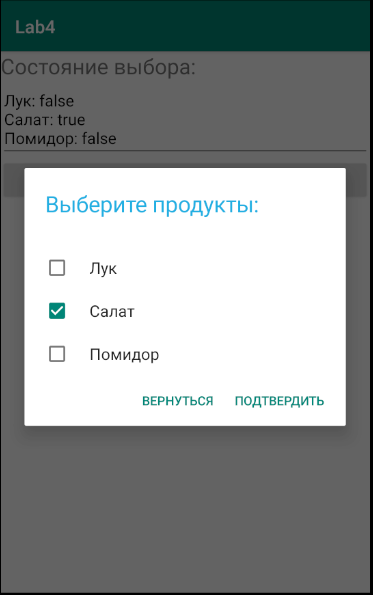 Lab4
Состояние выбора:
Лук: false
Салат: true
Помидор: false
Выберите продукты:
Лук
Салат
Помидор
ВЕРНУТЬСЯ ПОДТВЕРДИТЬ